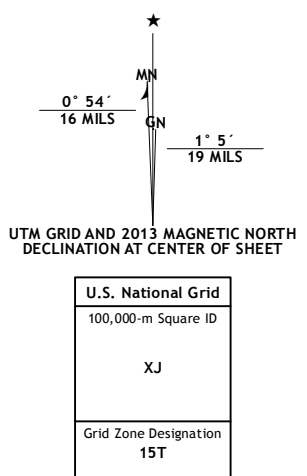 ★
MN
GN
0° 54´
16 MILS
1° 5´
19 MILS
UTM GRID AND 2013 MAGNETIC NORTH
DECLINATION AT CENTER OF SHEET
U.S. National Grid
100,000-m Square ID
XJ
Grid Zone Designation
15T